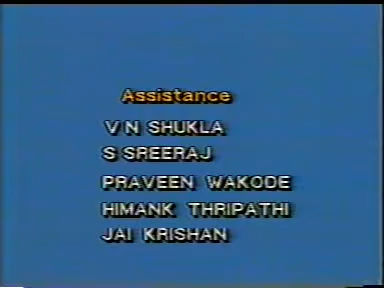 Assistance
V N SHUKLA
S SREERAJ
PRAVEEN WAKODE
HIMANK THRIPATHI
JAI KRISHAN